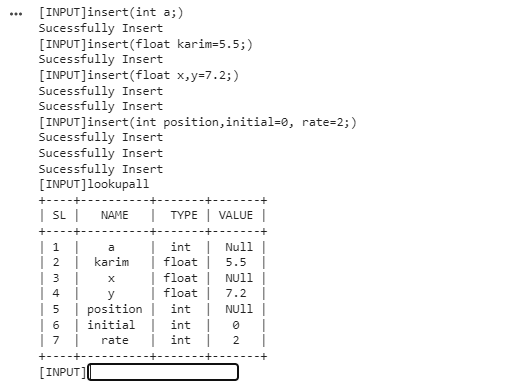 [INPUT]insert(int a;)
Sucessfully Insert
[INPUT]insert(float karim=5.5;)
Sucessfully Insert
[INPUT]insert(float x,y=7.2;)
Sucessfully Insert
Sucessfully Insert
[INPUT]insert(int position,initial=0, rate=2;)
Sucessfully Insert
Sucessfully Insert
Sucessfully Insert
[INPUT]lookupall
+----+----------+-------+-------+
| SL |   NAME   |  TYPE | VALUE |
+----+----------+-------+-------+
| 1  |    a     |  int  |  Null |
| 2  |  karim   | float |  5.5  |
| 3  |    x     | float |  NUll |
| 4  |    y     | float |  7.2  |
| 5  | position |  int  |  NUll |
| 6  | initial  |  int  |   0   |
| 7  |   rate   |  int  |   2   |
+----+----------+-------+-------+
[INPUT]